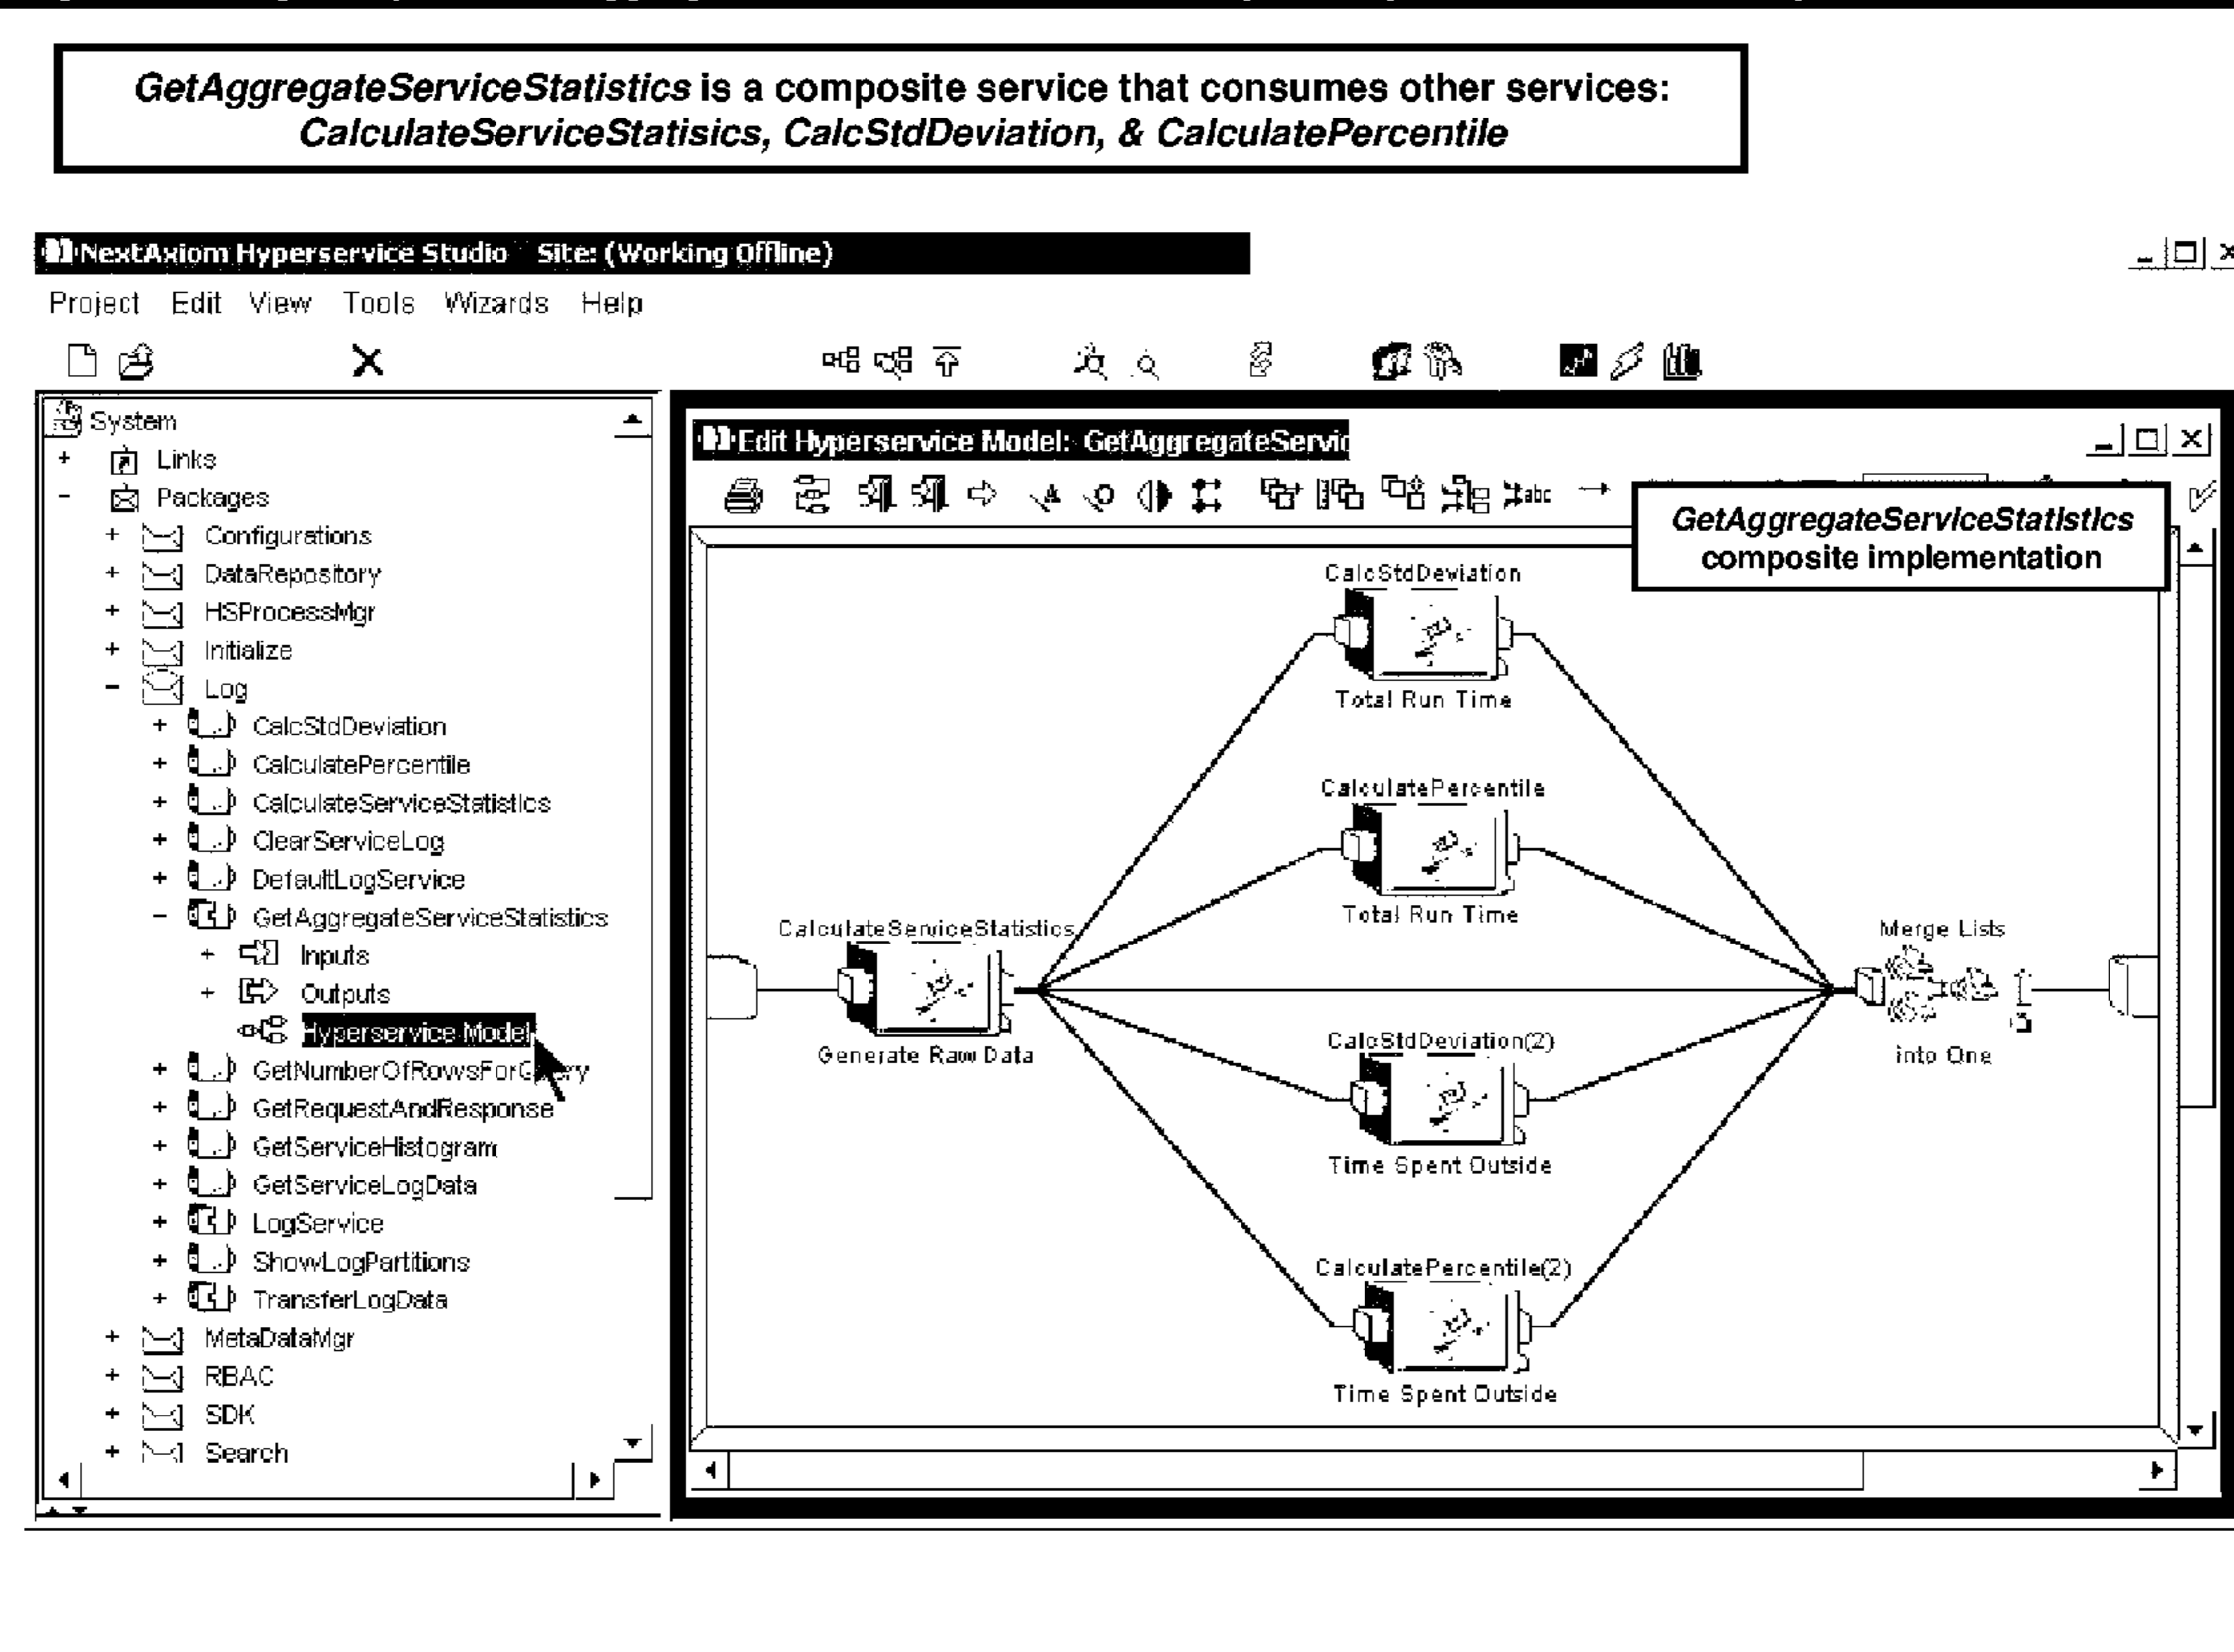 GetAggregateServiceStatistics is a composite service that consumes other services:
CalculateServiceStatisics, CalcStdDeviation, & CalculatePercentile
NextAxiom Hyperservice Studio Site: (Working Offline)
Project Edit View Tools Wizards Help
System
+ Links
- Packages
+ Configurations
+ DataRepository
+ HSProcessMgr
+ Initialize
- Log
+ CalcStdDeviation
+ CalculatePercentile
+ CalculateServiceStatistics
+ ClearServiceLog
+ DefaultLogService
- GetAggregateServiceStatistics
+ Inputs
+ Outputs
Hyperservice Model
+ GetNumberOfRowsForQuery
+ GetRequestAndResponse
+ GetServiceHistogram
+ GetServiceLogData
+ LogService
+ ShowLogPartitions
+ TransferLogData
+ MetaDataMgr
+ RBAC
+ SDK
+ Search
Edit Hyperservice Model: GetAggregateServic
abc
GetAggregateServiceStatistics
composite implementation
CalcStdDeviation
Total Run Time
CalculatePercentile
Total Run Time
CalculateServiceStatistics
Generate Raw Data
Merge Lists
into One
CalcStdDeviation(2)
Time Spent Outside
CalculatePercentile(2)
Time Spent Outside